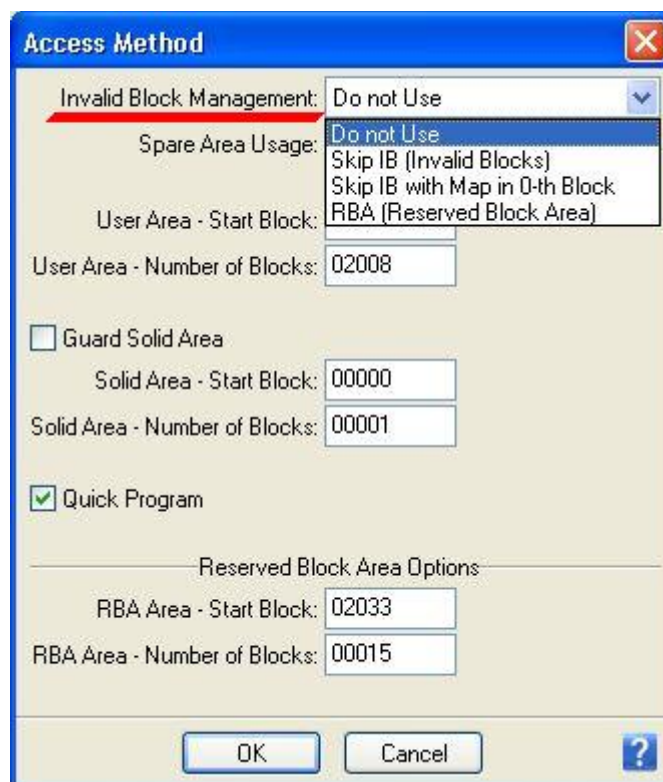 Access Method
Invalid Block Management: Do not Use
Spare Area Usage:
Do not Use
Skip IB (Invalid Blocks)
Skip IB with Map in 0-th Block
RBA (Reserved Block Area)
User Area - Start Block:
User Area - Number of Blocks: 02008
Guard Solid Area
Solid Area - Start Block: 00000
Solid Area - Number of Blocks: 00001
Quick Program
Reserved Block Area Options
RBA Area - Start Block: 02033
RBA Area - Number of Blocks: 00015
OK Cancel ?